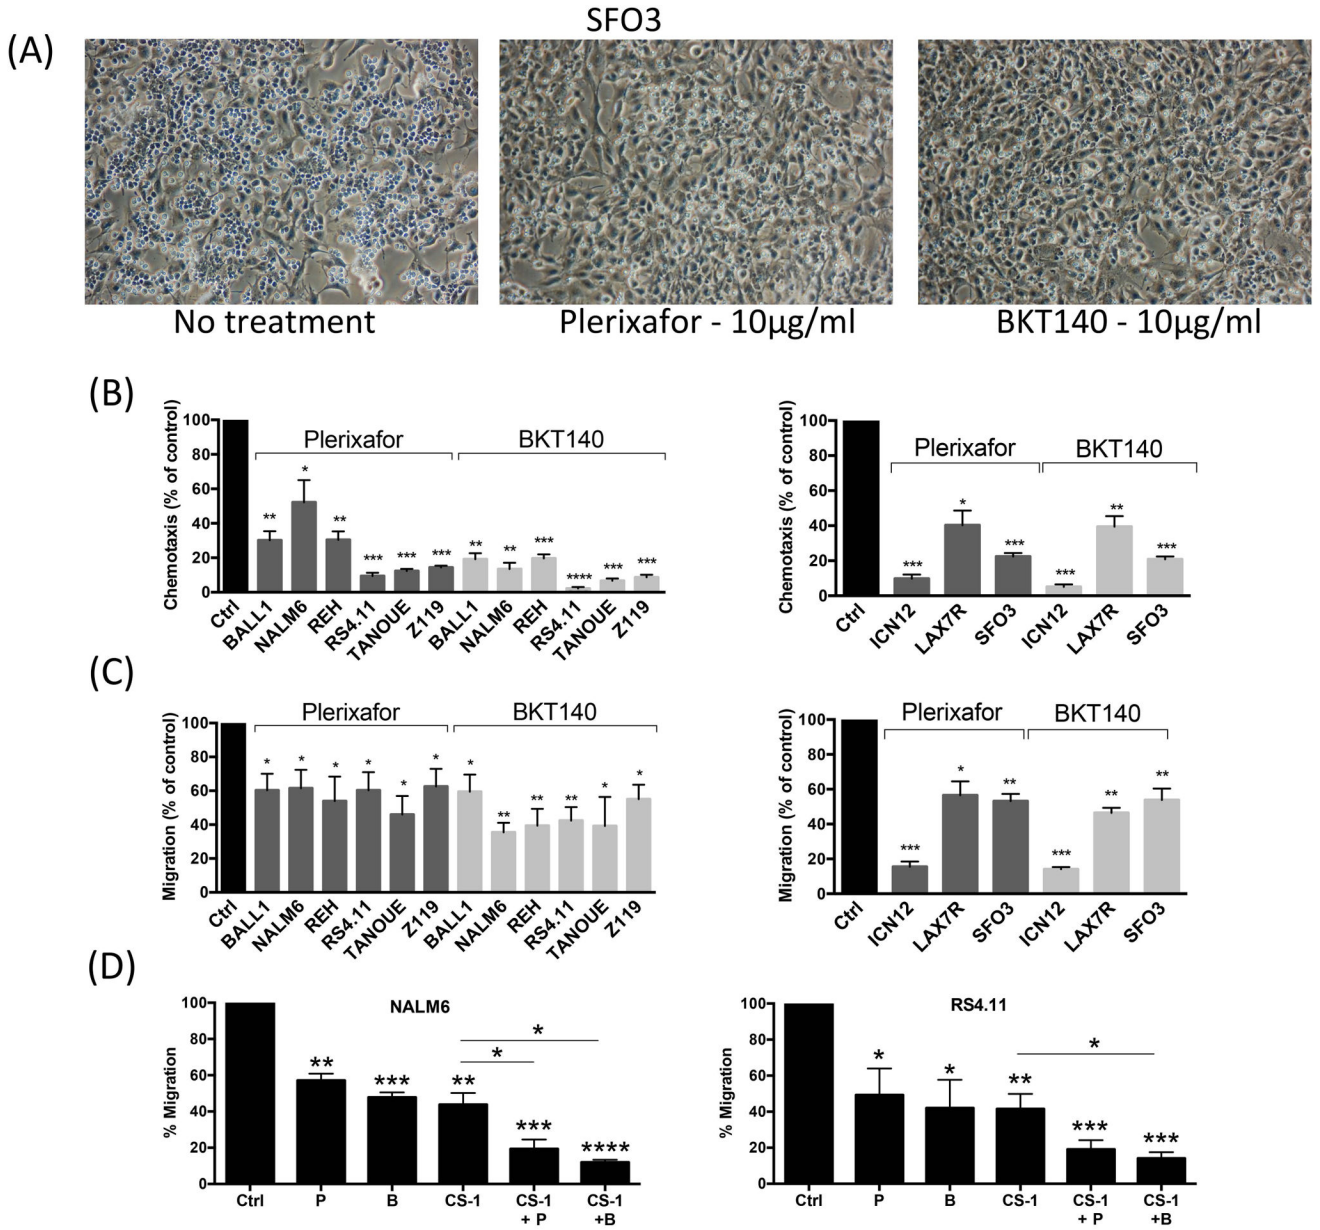 SFO3
(A)
No treatment
Plerixafor - 10µg/ml
BKT140 - 10µg/ml
(B)
Chemotaxis (% of control)
100
80
60
40
20
0
Plerixafor
BKT140
**
*
**
***
***
***
**
**
***
****
***
***
Ctrl
BALL1
NALM6
REH
RS4.11
TANOUE
Z119
BALL1
NALM6
REH
RS4.11
TANOUE
Z119
Chemotaxis (% of control)
100
80
60
40
20
0
Plerixafor
BKT140
***
*
***
***
**
***
Ctrl
ICN12
LAX7R
SFO3
ICN12
LAX7R
SFO3
(C)
Migration (% of control)
100
80
60
40
20
0
Plerixafor
BKT140
*
*
*
*
*
*
*
**
**
**
*
*
Ctrl
BALL1
NALM6
REH
RS4.11
TANOUE
Z119
BALL1
NALM6
REH
RS4.11
TANOUE
Z119
Migration (% of control)
100
80
60
40
20
0
Plerixafor
BKT140
***
*
**
***
**
**
Ctrl
ICN12
LAX7R
SFO3
ICN12
LAX7R
SFO3
(D)
NALM6
% Migration
100
80
60
40
20
0
**
***
**
***
****
*
*
Ctrl
P
B
CS-1
CS-1
+ P
CS-1
+B
RS4.11
% Migration
100
80
60
40
20
0
*
*
**
***
***
*
Ctrl
P
B
CS-1
CS-1
+ P
CS-1
+B